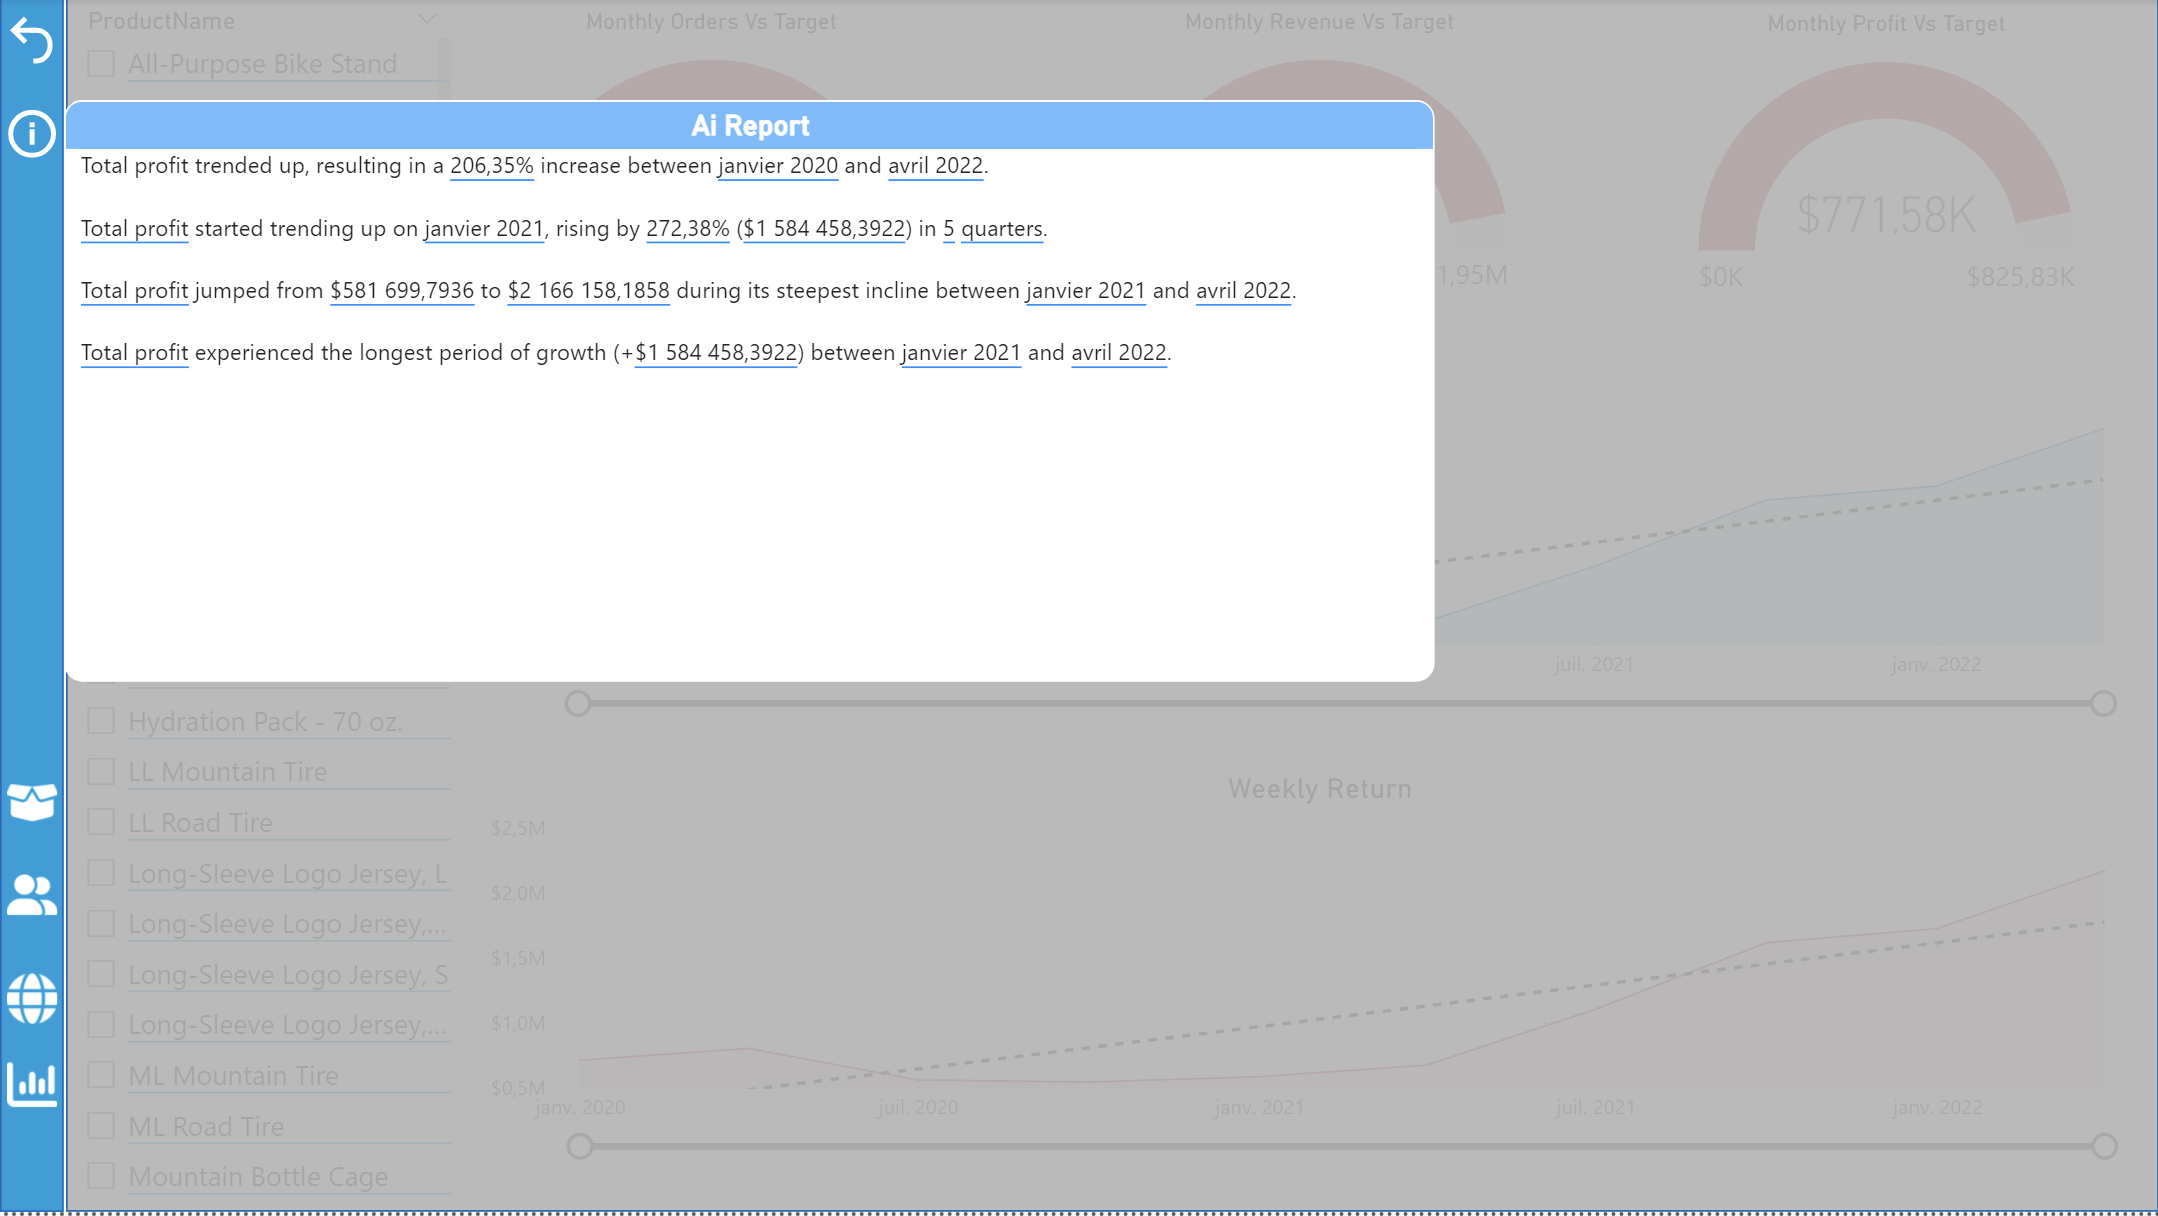 ProductName
All-Purpose Bike Stand
Monthly Orders Vs Target
Monthly Revenue Vs Target
Monthly Profit Vs Target
$771,58K
1,95M
$0K
$825,83K
Ai Report
Total profit trended up, resulting in a 206,35% increase between janvier 2020 and avril 2022.
Total profit started trending up on janvier 2021, rising by 272,38% ($1 584 458,3922) in 5 quarters.
Total profit jumped from $581 699,7936 to $2 166 158,1858 during its steepest incline between janvier 2021 and avril 2022.
Total profit experienced the longest period of growth (+$1 584 458,3922) between janvier 2021 and avril 2022.
juil. 2021
janv. 2022
Hydration Pack - 70 oz.
LL Mountain Tire
LL Road Tire
Long-Sleeve Logo Jersey, L
Long-Sleeve Logo Jersey,...
Long-Sleeve Logo Jersey, S
Long-Sleeve Logo Jersey,...
ML Mountain Tire
ML Road Tire
Mountain Bottle Cage
Weekly Return
$2,5M
$2,0M
$1,5M
$1,0M
$0,5M
janv. 2020
juil. 2020
janv. 2021
juil. 2021
janv. 2022